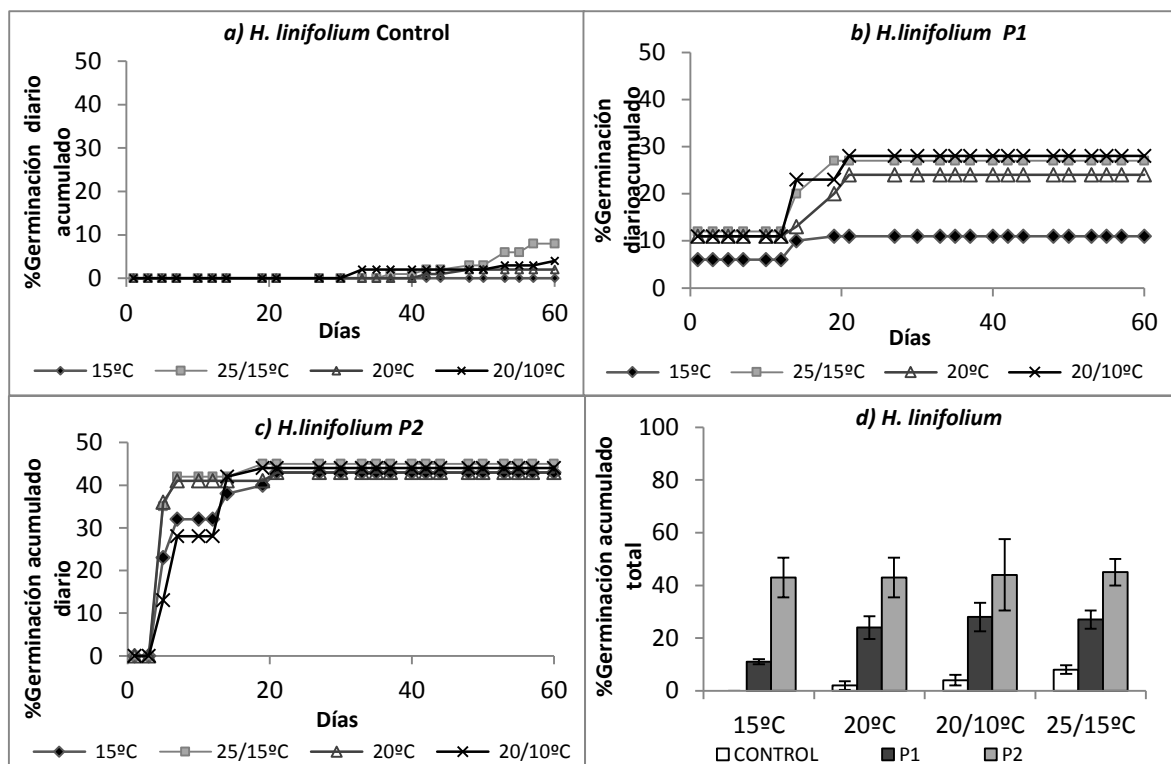 a) H. linifolium Control
%Germinación diario
acumulado
50
40
30
20
10
0
0 20 40 60
Días
15ºC 25/15ºC 20ºC 20/10ºC
b) H.linifolium P1
%Germinación
diarioacumulado
50
40
30
20
10
0
0 20 40 60
Días
15ºC 25/15ºC 20ºC 20/10ºC
c) H.linifolium P2
%Germinación acumulado
diario
50
40
30
20
10
0
0 20 40 60
Días
15ºC 25/15ºC 20ºC 20/10ºC
d) H. linifolium
%Germinación acumulado
total
100
80
60
40
20
0
15ºC 20ºC 20/10ºC 25/15ºC
CONTROL P1 P2